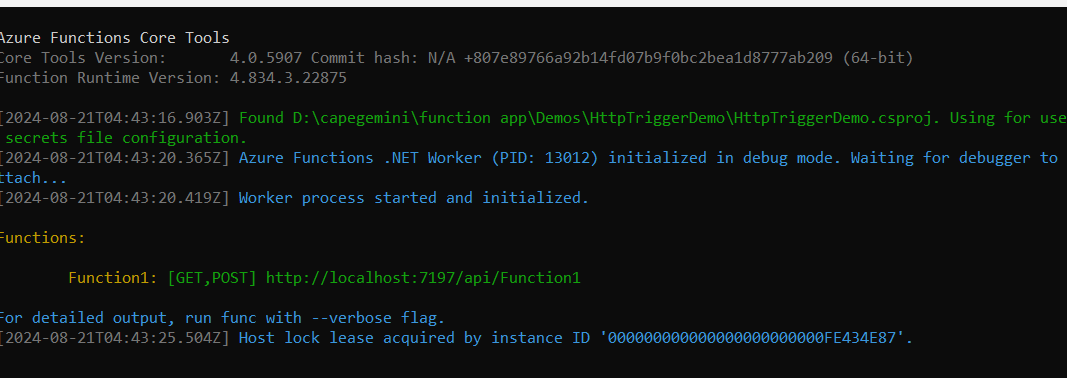 Azure Functions Core Tools
Core Tools Version:       4.0.5907 Commit hash: N/A +807e89766a92b14fd07b9f0bc2bea1d8777ab209 (64-bit)
Function Runtime Version: 4.834.3.22875
[2024-08-21T04:43:16.903Z] Found D:\capegemini\function app\Demos\HttpTriggerDemo\HttpTriggerDemo.csproj. Using for use
secrets file configuration.
[2024-08-21T04:43:20.365Z] Azure Functions .NET Worker (PID: 13012) initialized in debug mode. Waiting for debugger to
ttach...
[2024-08-21T04:43:20.419Z] Worker process started and initialized.
Functions:
Function1: [GET,POST] http://localhost:7197/api/Function1
For detailed output, run func with --verbose flag.
[2024-08-21T04:43:25.504Z] Host lock lease acquired by instance ID '000000000000000000000000FE434E87'.